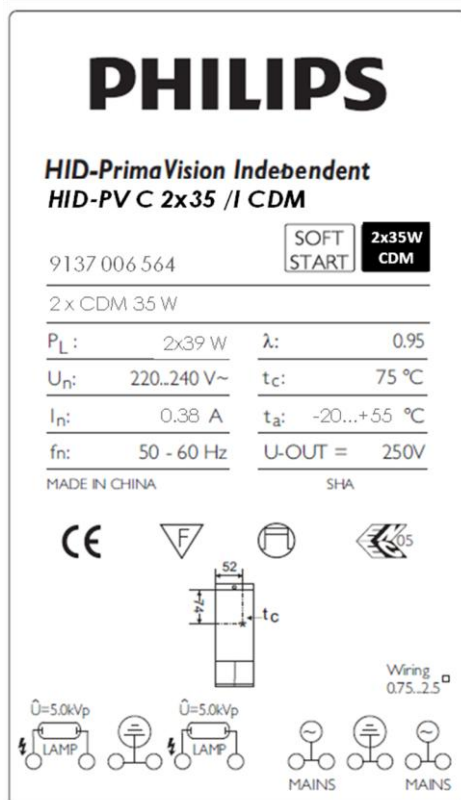 PHILIPS
HID-PrimaVision Independent
HID-PV C 2x35 /I CDM
9137 006 564
SOFT START
2x35W CDM
2 x CDM 35 W
PL : 2x39 W λ: 0.95
Un: 220...240 V~ tc: 75 °C
In: 0.38 A ta: -20...+55 °C
fn: 50 - 60 Hz U-OUT = 250V
MADE IN CHINA SHA
CE F 05
52
74
tc
Wiring
0.75...2.5
Û=5.0kVp Û=5.0kVp
LAMP LAMP
MAINS MAINS